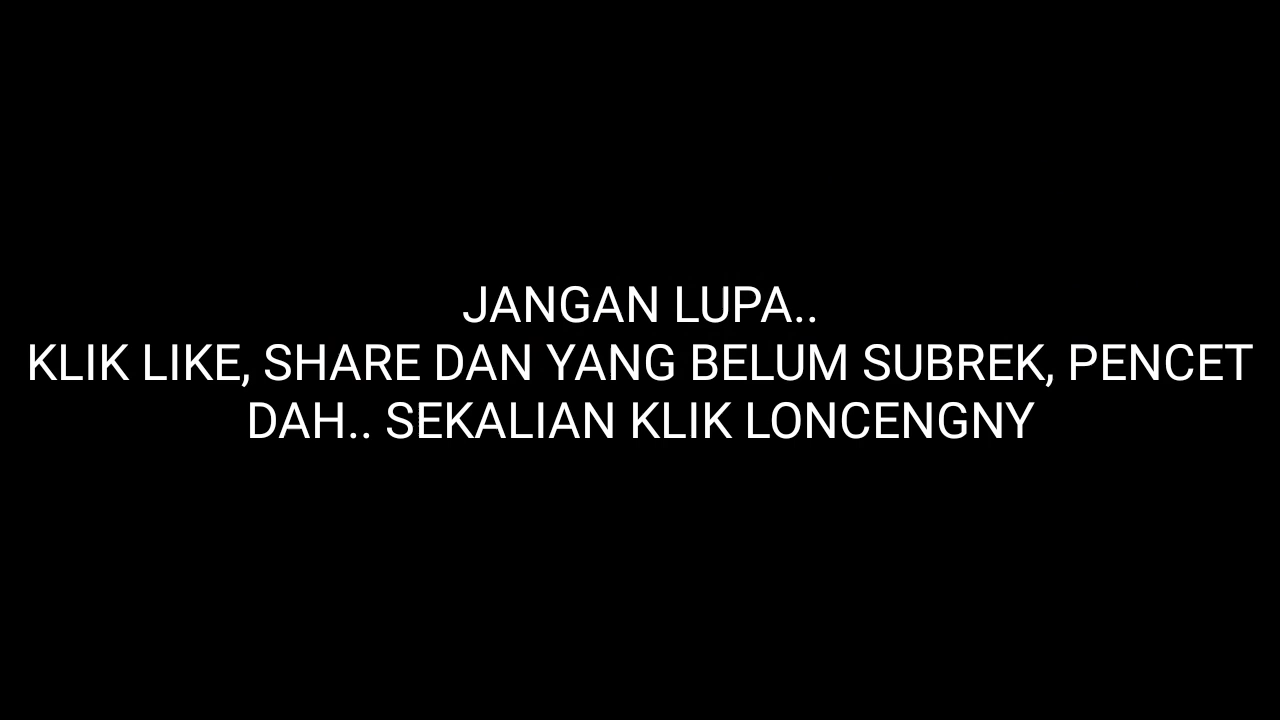 JANGAN LUPA..
KLIK LIKE, SHARE DAN YANG BELUM SUBREK, PENCET
DAH.. SEKALIAN KLIK LONCENGNY